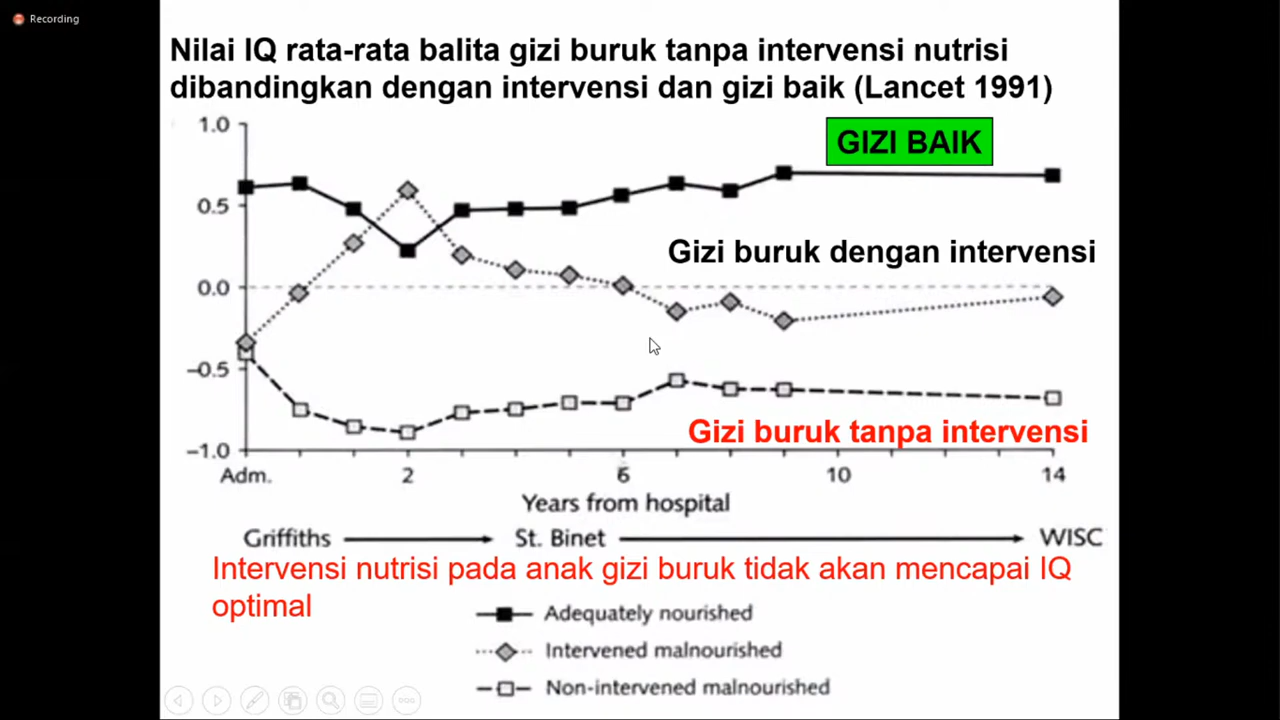 Recording
Nilai IQ rata-rata balita gizi buruk tanpa intervensi nutrisi
dibandingkan dengan intervensi dan gizi baik (Lancet 1991)
1.0
GIZI BAIK
0.5
Gizi buruk dengan intervensi
0.0
−0.5
Gizi buruk tanpa intervensi
−1.0
Adm. 2 6 10 14
Years from hospital
Griffiths St. Binet WISC
Intervensi nutrisi pada anak gizi buruk tidak akan mencapai IQ
optimal
Adequately nourished
Intervened malnourished
Non-intervened malnourished